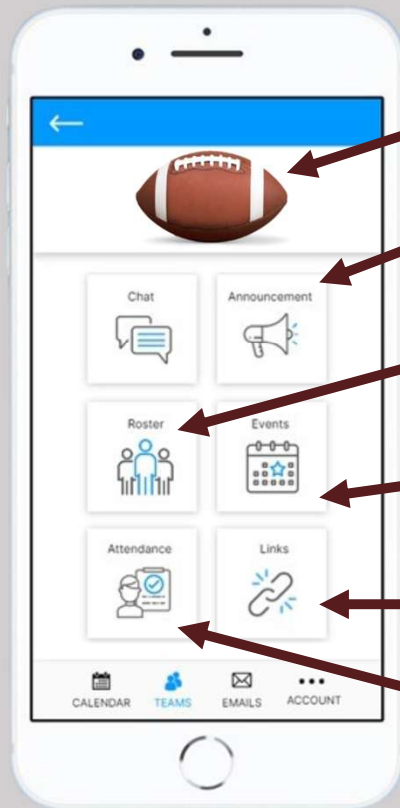 Chat
Announcement
Roster
Events
Attendance
Links
CALENDAR
TEAMS
EMAILS
ACCOUNT